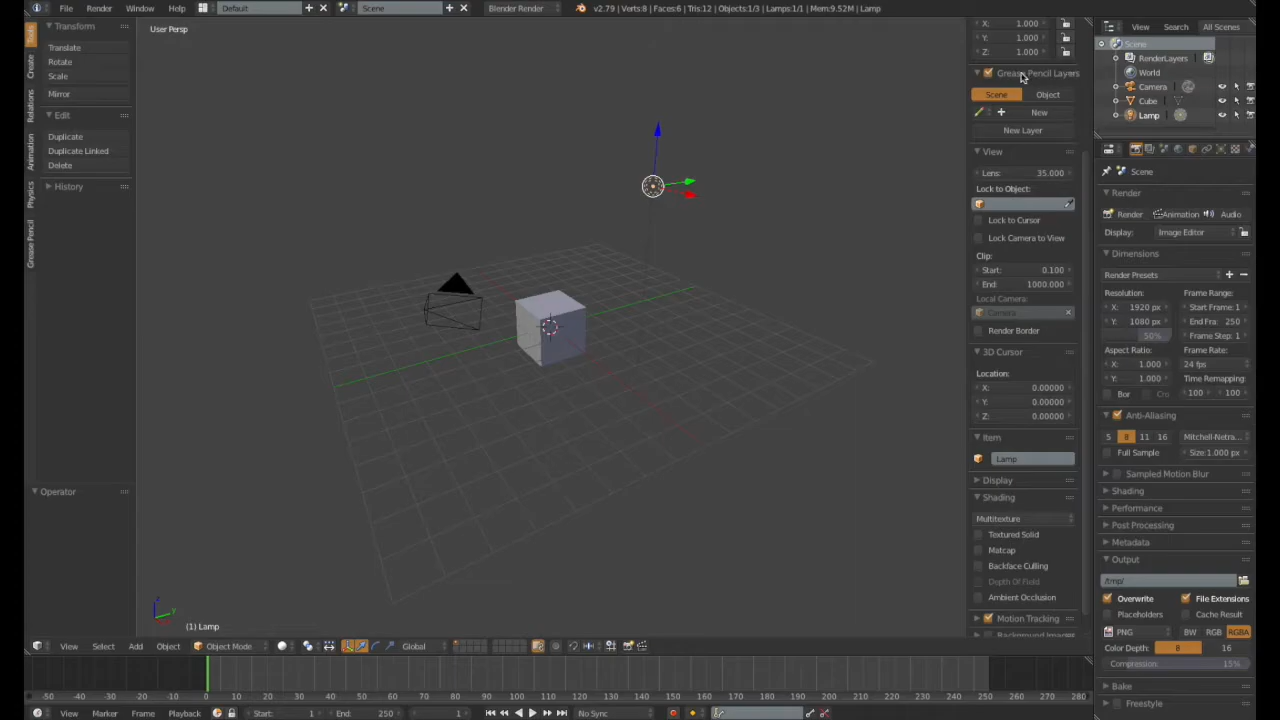 File Render Window Help Default Scene Blender Render v2.79 | Verts:8 | Faces:6 | Tris:12 | Objects:1/3 | Lamps:1/1 | Mem:9.52M | Lamp
Tools
Create
Relations
Animation
Physics
Grease Pencil
Transform
Translate
Rotate
Scale
Mirror
Edit
Duplicate
Duplicate Linked
Delete
History
Operator
User Persp
(1) Lamp
X: 1.000
Y: 1.000
Z: 1.000
Grease Pencil Layers
Scene Object
New
New Layer
View
Lens: 35.000
Lock to Object:
Lock to Cursor
Lock Camera to View
Clip:
Start: 0.100
End: 1000.000
Local Camera:
Camera
Render Border
3D Cursor
Location:
X: 0.00000
Y: 0.00000
Z: 0.00000
Item
Lamp
Display
Shading
Multitexture
Textured Solid
Matcap
Backface Culling
Depth Of Field
Ambient Occlusion
Motion Tracking
View Search All Scenes
Scene
RenderLayers
World
Camera
Cube
Lamp
Scene
Render
Render Animation Audio
Display: Image Editor
Dimensions
Render Presets
Resolution: Frame Range:
X: 1920 px Start Frame: 1
Y: 1080 px End Fra: 250
50% Frame Step: 1
Aspect Ratio: Frame Rate:
X: 1.000 24 fps
Y: 1.000 Time Remapping:
Bor Cro 100 100
Anti-Aliasing
5 8 11 16 Mitchell-Netra...
Full Sample Size: 1.000 px
Sampled Motion Blur
Shading
Performance
Post Processing
Metadata
Output
/tmp/
Overwrite File Extensions
Placeholders Cache Result
PNG BW RGB RGBA
Color Depth: 8 16
Compression: 15%
Bake
Freestyle
View Select Add Object Object Mode Global
-50 -40 -30 -20 -10 0 10 20 30 40 50 60 70 80 90 100 110 120 130 140 150 160 170 180 190 200 210 220 230 240 250 260 270 280
View Marker Frame Playback Start: 1 End: 250 1 No Sync